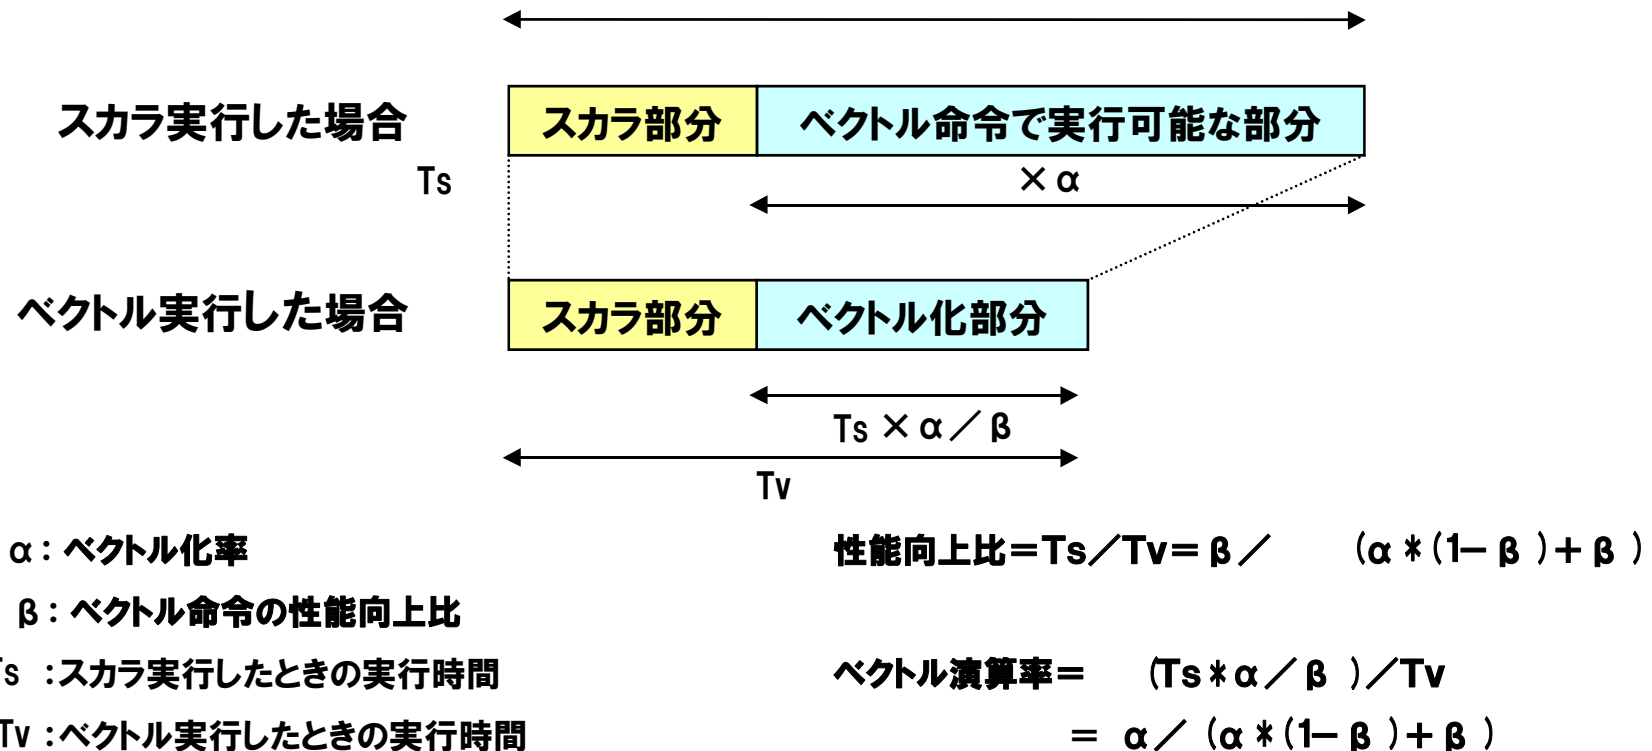 スカラ実行した場合
スカラ部分 ベクトル命令で実行可能な部分
Ts
×α
ベクトル実行した場合
スカラ部分 ベクトル化部分
Ts×α/β
Tv
α:ベクトル化率
性能向上比=Ts/Tv=β/ (α*(1-β)+β)
β:ベクトル命令の性能向上比
Ts :スカラ実行したときの実行時間
ベクトル演算率= (Ts*α/β)/Tv
Tv:ベクトル実行したときの実行時間
= α/(α*(1-β)+β)